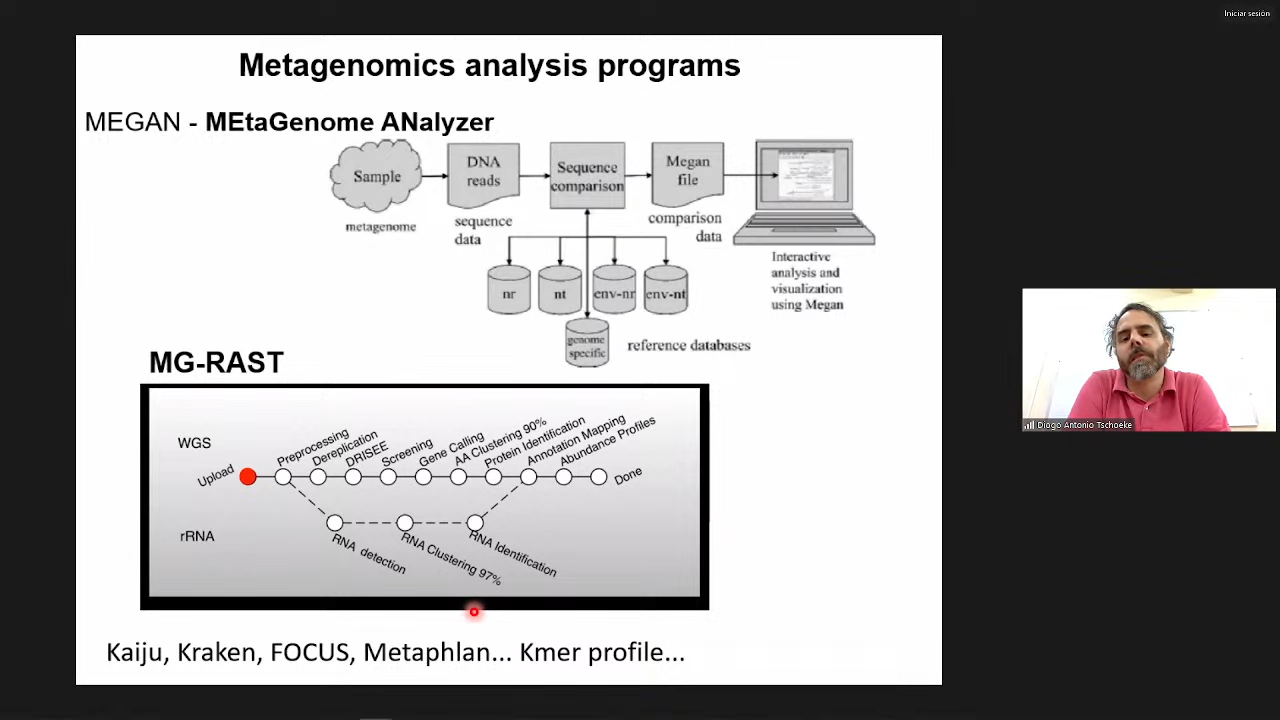 Iniciar sesión
Metagenomics analysis programs
MEGAN - MEtaGenome ANalyzer
Sample
DNA
reads
Sequence
comparison
Megan
file
metagenome
sequence
data
comparison
data
Interactive
analysis and
visualization
using Megan
nr
nt
env-nr
env-nt
genome
specific
reference databases
MG-RAST
WGS
Upload
Preprocessing
Dereplication
DRISEE
Screening
Gene Calling
AA Clustering 90%
Protein Identification
Annotation Mapping
Abundance Profiles
Done
rRNA
RNA detection
RNA Clustering 97%
RNA Identification
Kaiju, Kraken, FOCUS, Metaphlan... Kmer profile...
Diogo Antonio Tschoeke